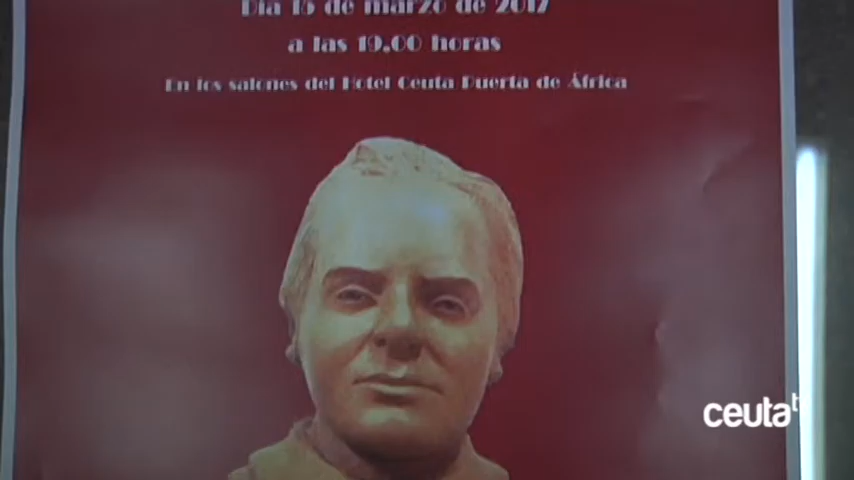 Día 15 de marzo de 2017
a las 19.00 horas
En los salones del Hotel Ceuta Puerta de África
ceutatv